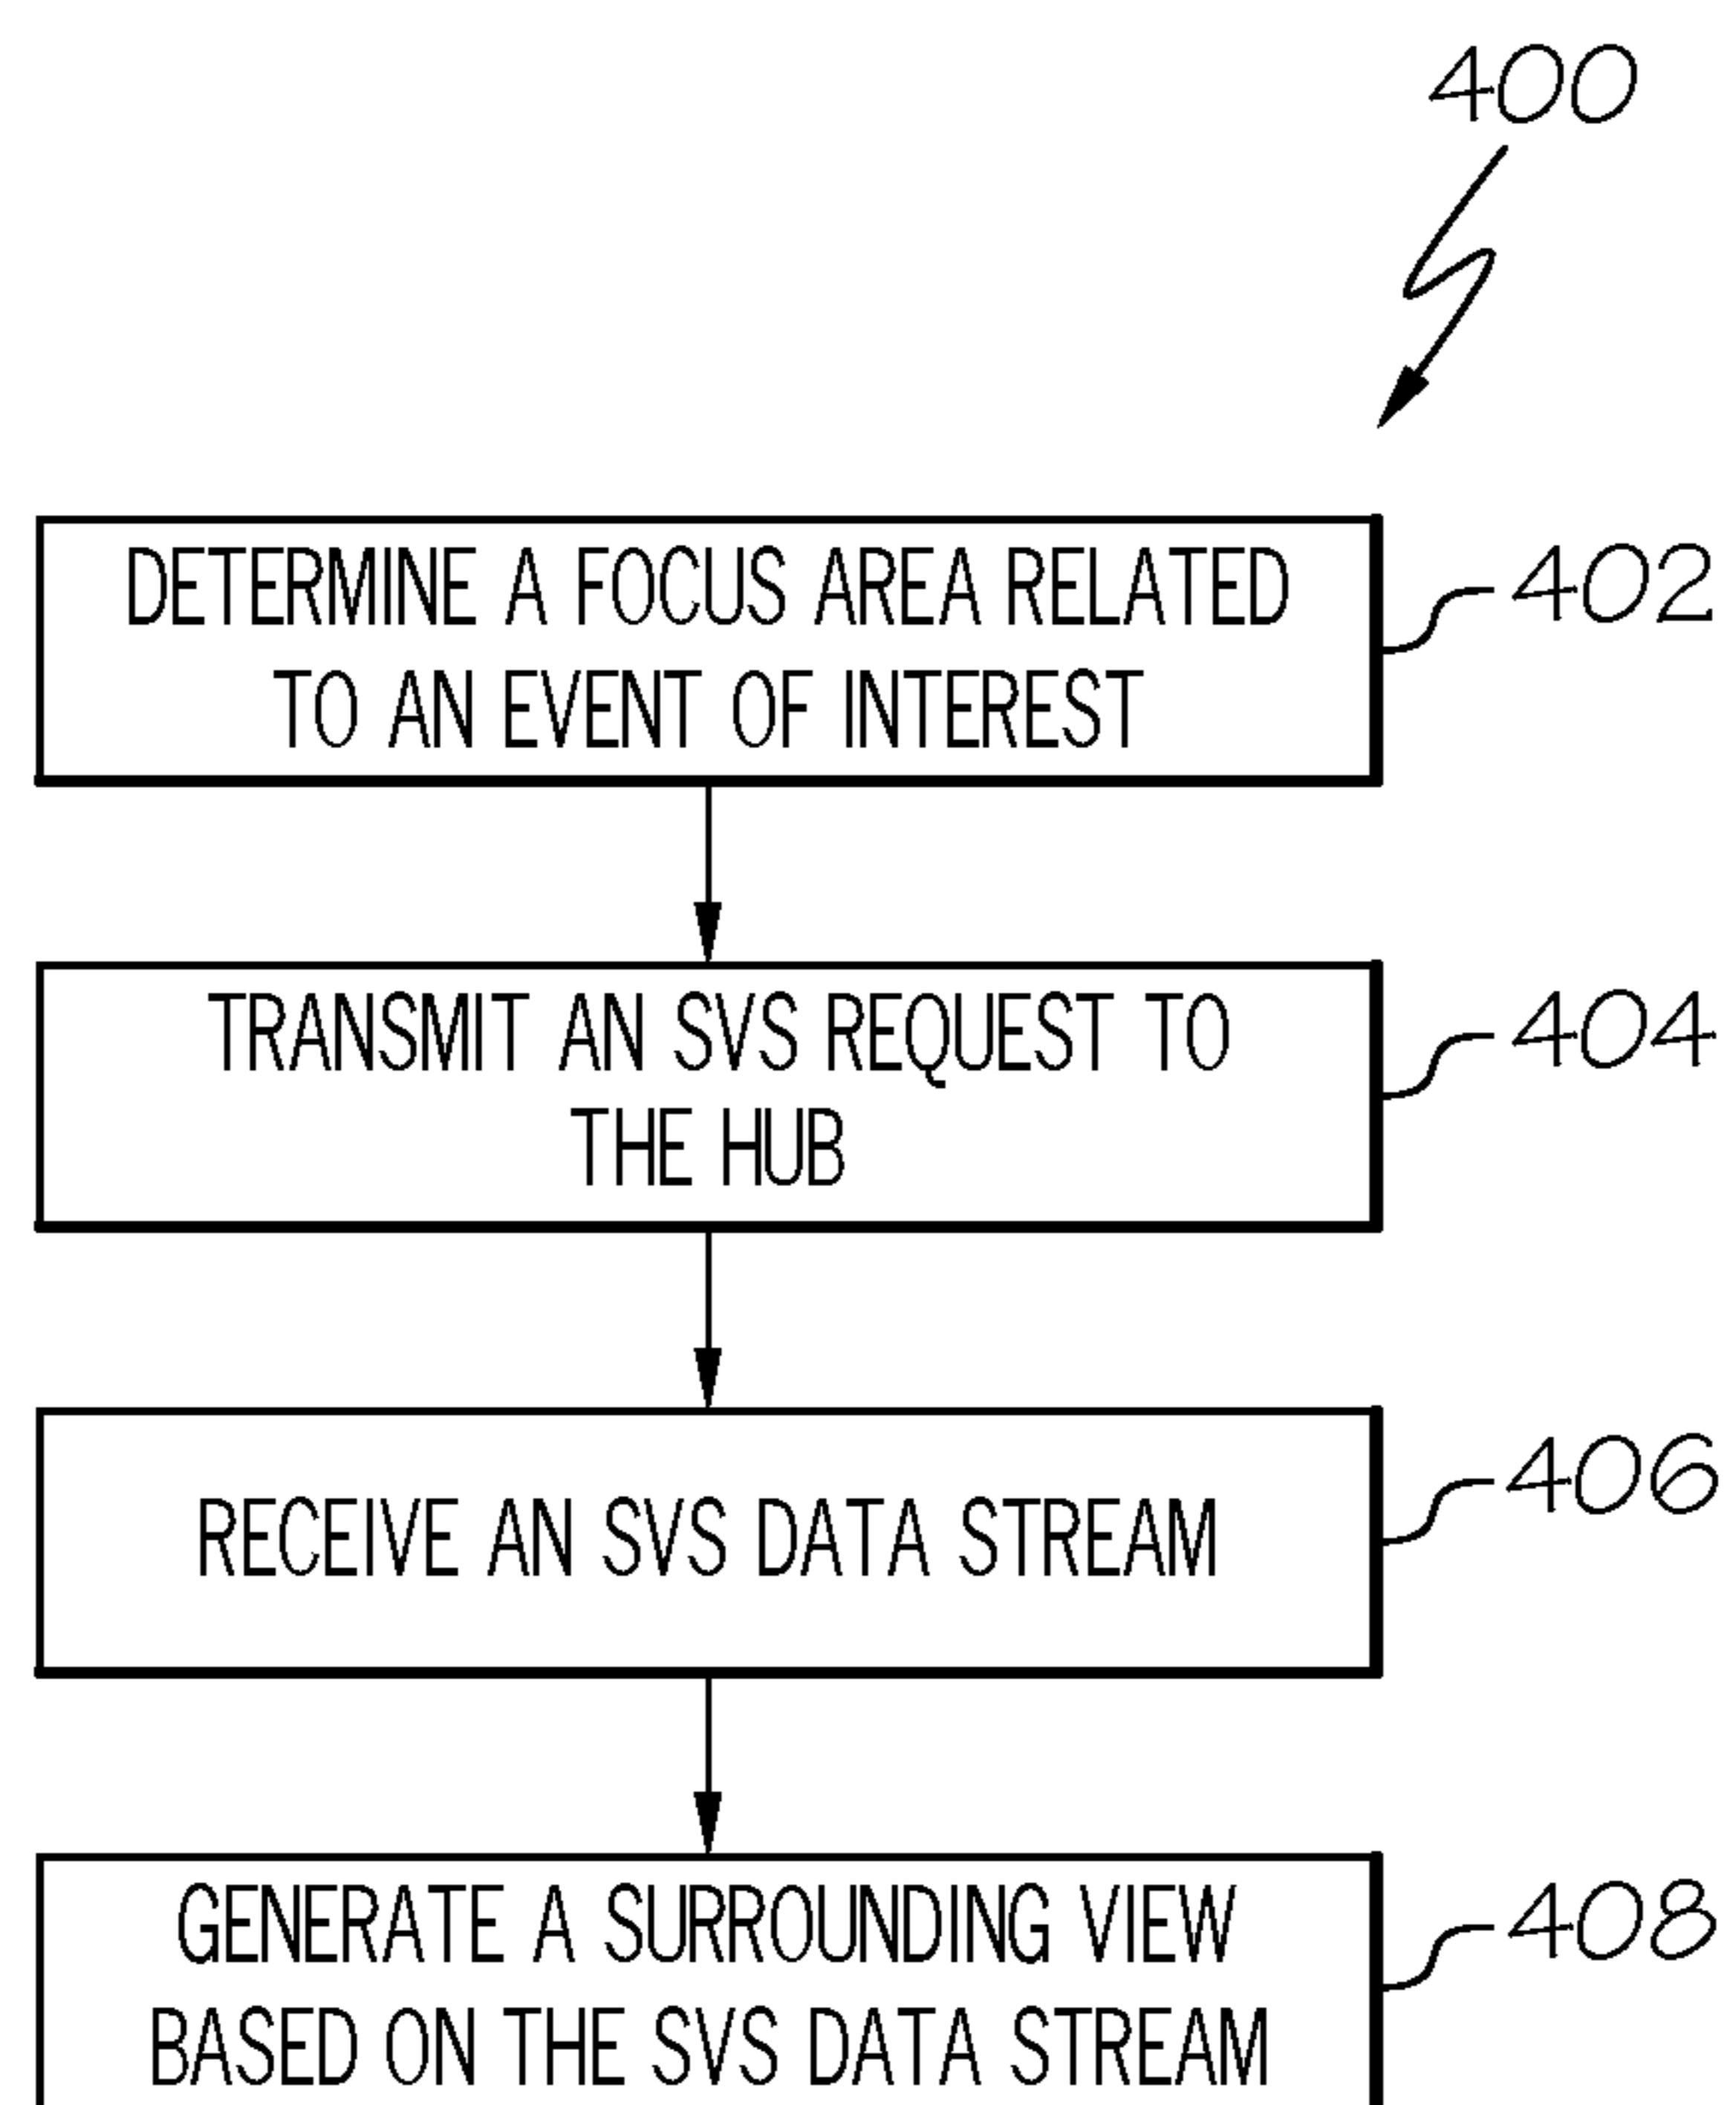 400
DETERMINE A FOCUS AREA RELATED
TO AN EVENT OF INTEREST
402
TRANSMIT AN SVS REQUEST TO
THE HUB
404
RECEIVE AN SVS DATA STREAM
406
GENERATE A SURROUNDING VIEW
BASED ON THE SVS DATA STREAM
408